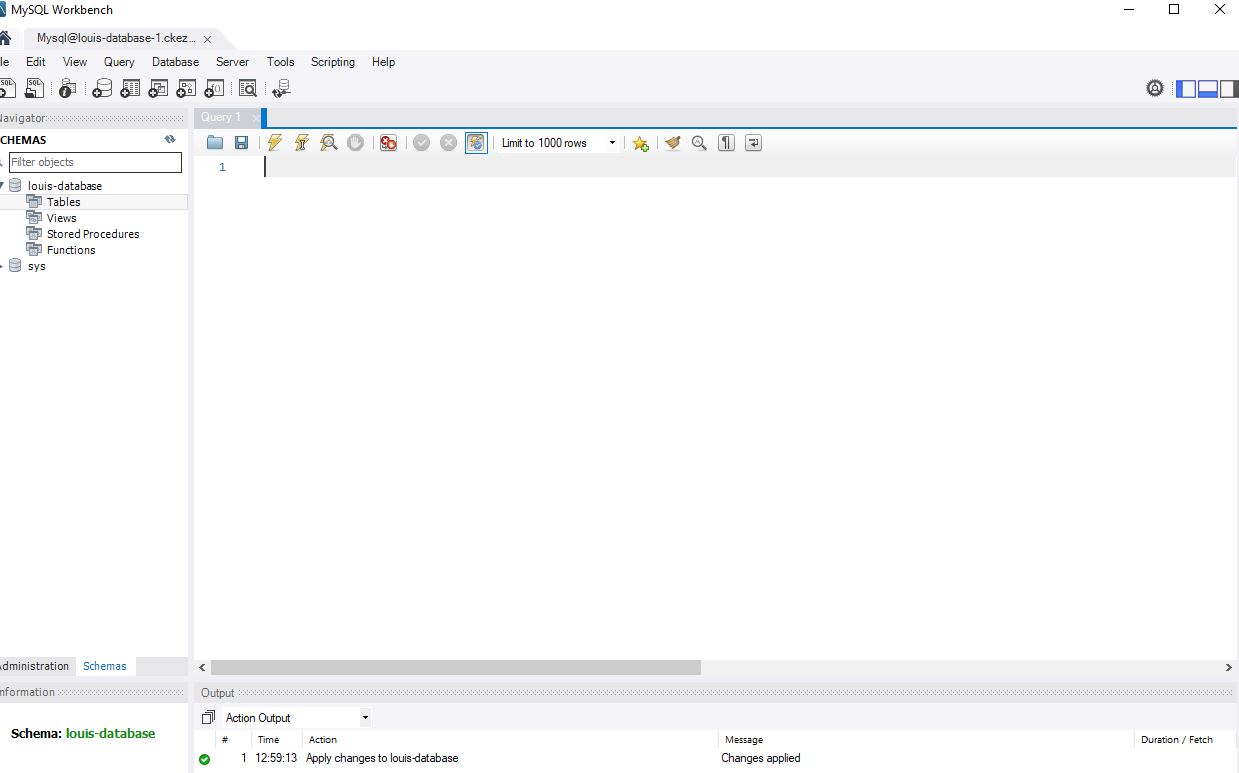 MySQL Workbench
Mysql@louis-database-1.ckez...
le Edit View Query Database Server Tools Scripting Help
Navigator
CHEMAS
Filter objects
louis-database
Tables
Views
Stored Procedures
Functions
sys
Administration Schemas
nformation
Schema: louis-database
Query 1
Limit to 1000 rows
1
Output
Action Output
# Time Action Message Duration / Fetch
1 12:59:13 Apply changes to louis-database Changes applied